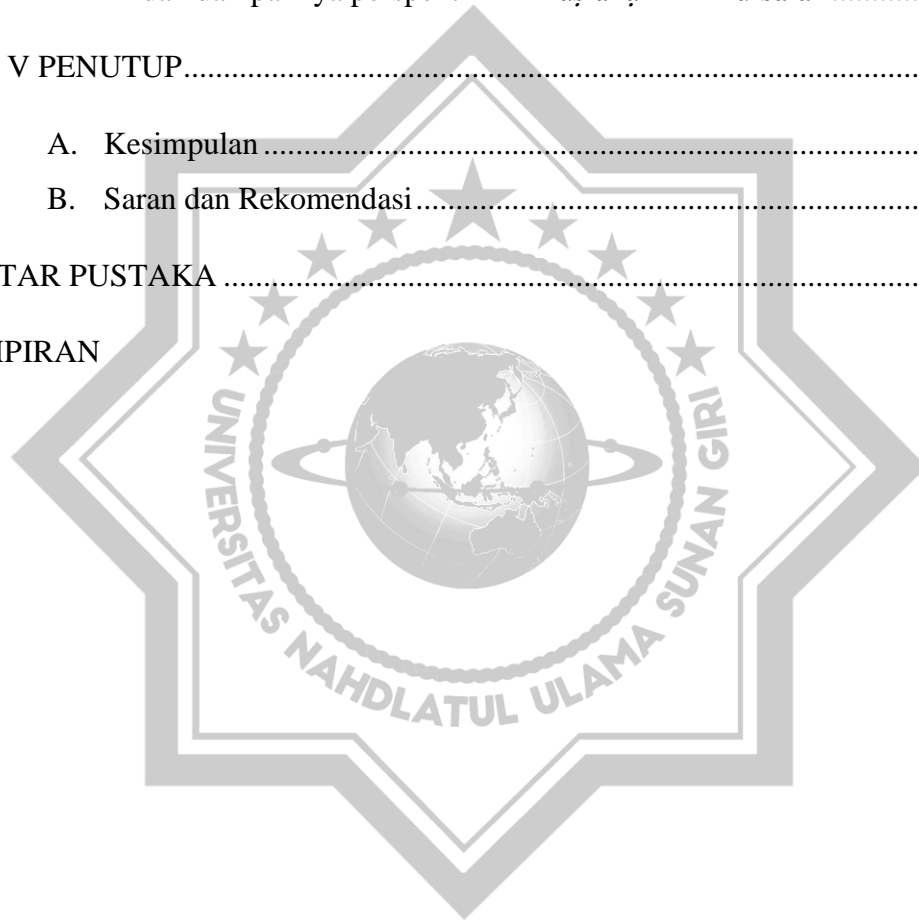 V PENUTUP
A. Kesimpulan
B. Saran dan Rekomendasi
TAR PUSTAKA
IPIRAN
UNIVERSITAS NAHDLATUL ULAMA SUNAN GIRI